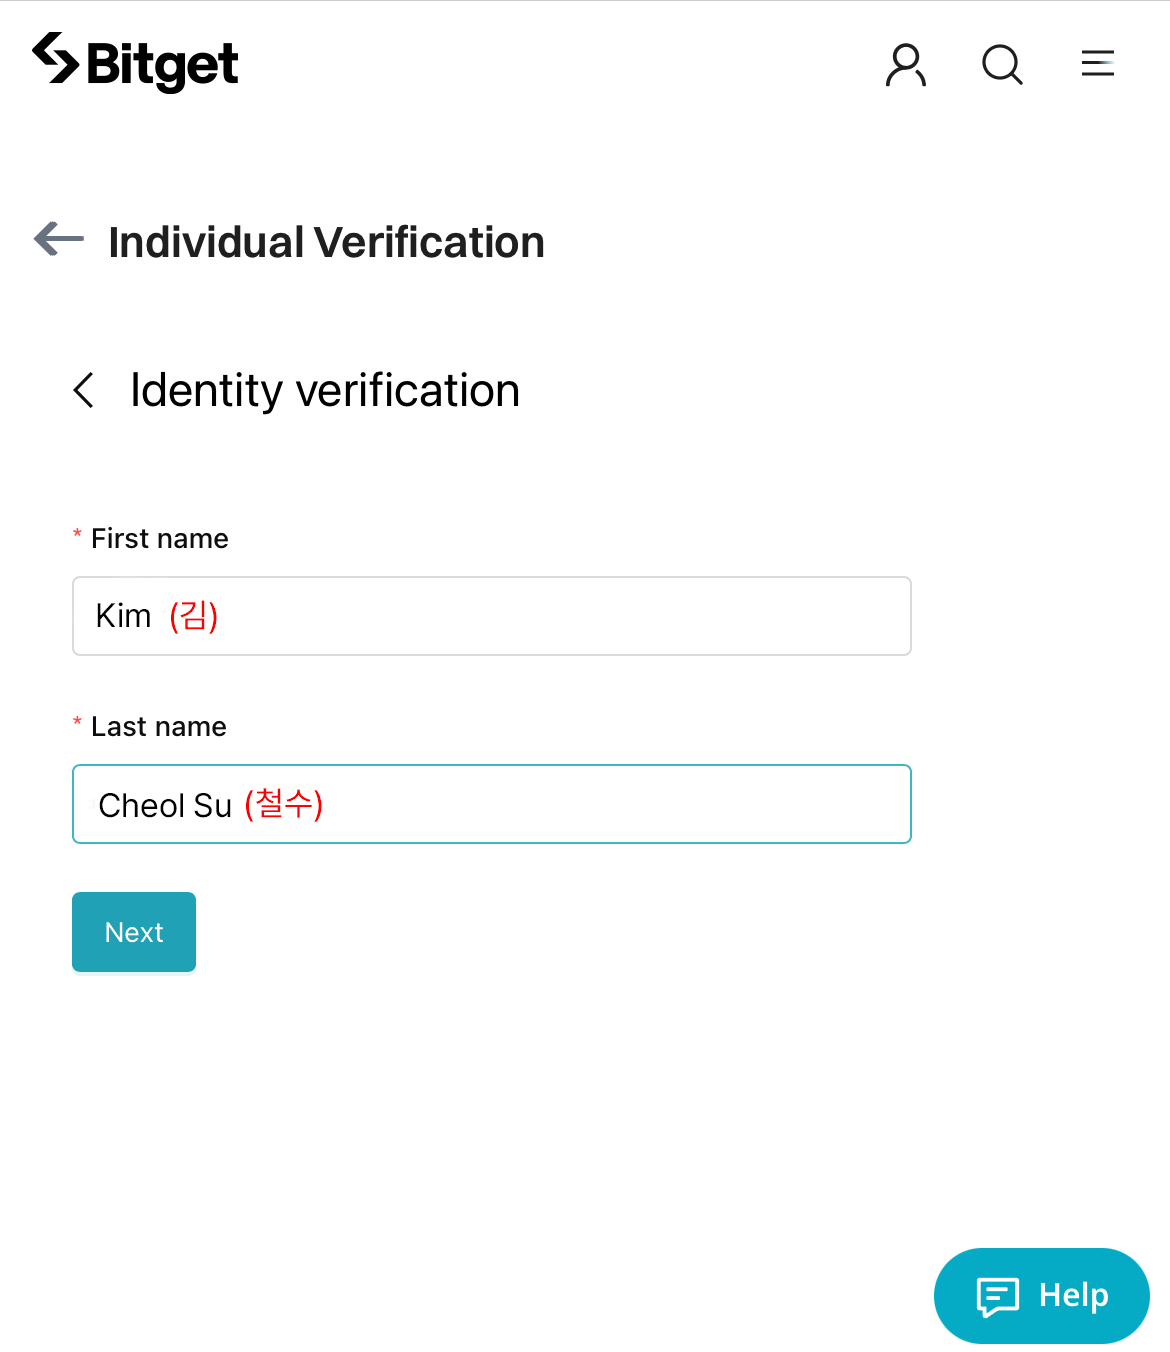 Bitget
Individual Verification
Identity verification
* First name
Kim (김)
* Last name
Cheol Su (철수)
Next
Help